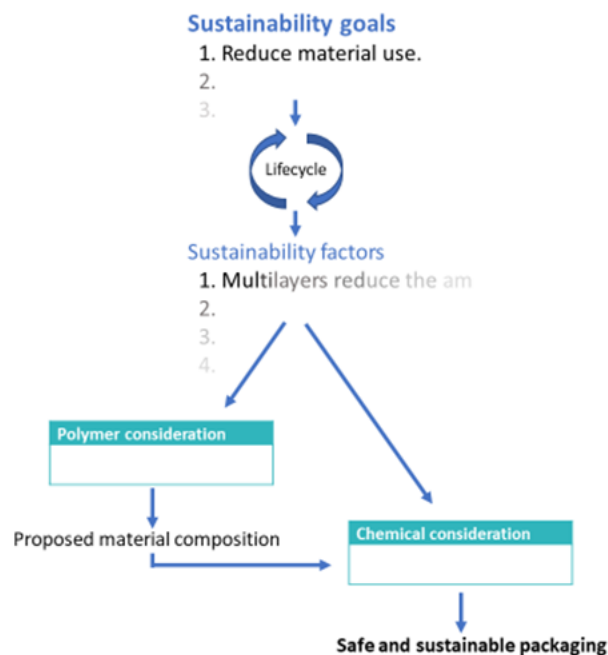 Sustainability goals
1. Reduce material use.
2.
3.
Lifecycle
Sustainability factors
1. Multilayers reduce the am
2.
3.
4.
Polymer consideration
Proposed material composition
Chemical consideration
Safe and sustainable packaging